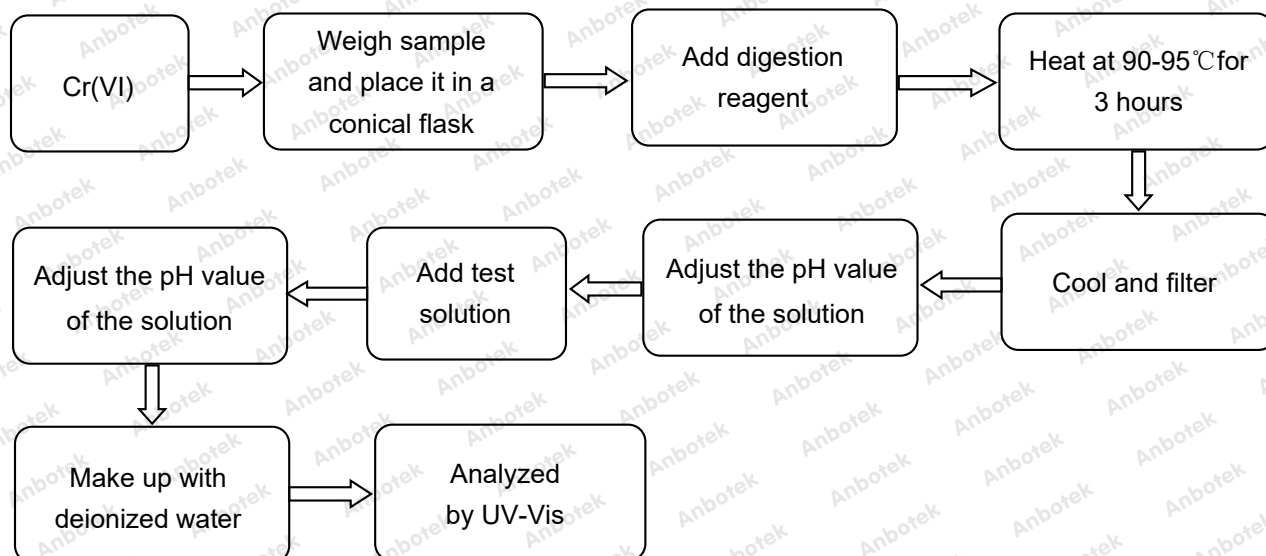 Cr(VI)
Weigh sample
and place it in a
conical flask
Add digestion
reagent
Heat at 90-95℃for
3 hours
Cool and filter
Adjust the pH value
of the solution
Add test
solution
Adjust the pH value
of the solution
Make up with
deionized water
Analyzed
by UV-Vis
Anbotek